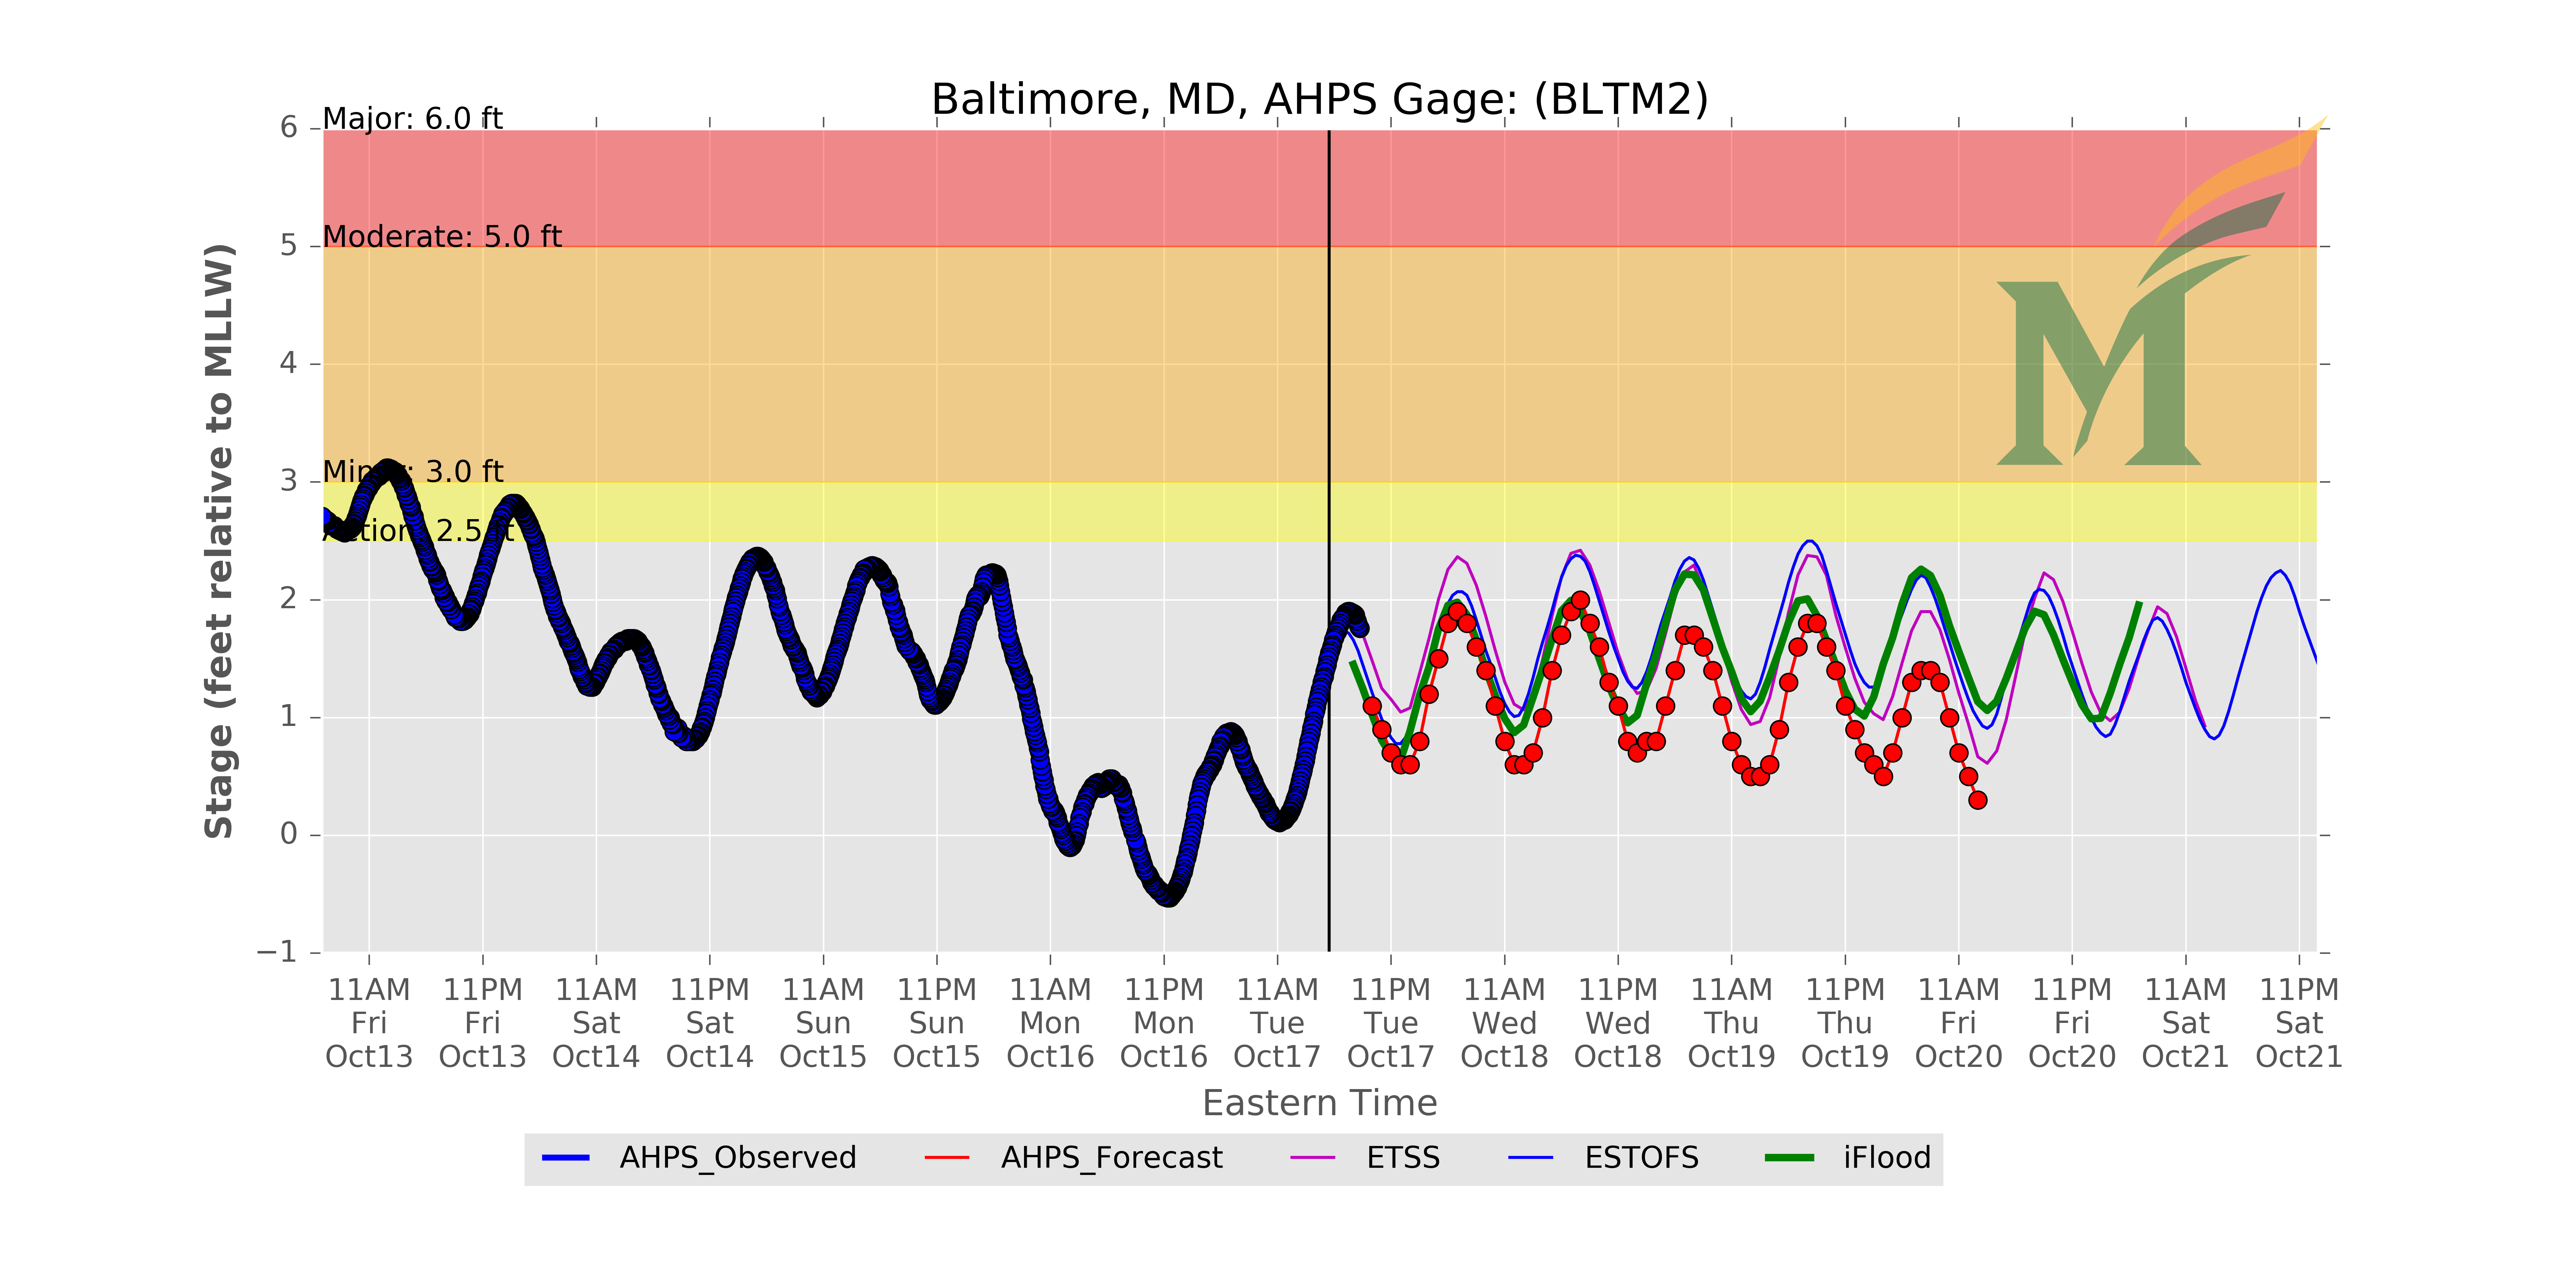 Baltimore, MD, AHPS Gage: (BLTM2)
Major: 6.0 ft
Moderate: 5.0 ft
Minor: 3.0 ft
Action: 2.5 ft
Stage (feet relative to MLLW)
6
5
4
3
2
1
0
−1
11AM 11PM 11AM 11PM 11AM 11PM 11AM 11PM 11AM 11PM 11AM 11PM 11AM 11PM 11AM 11PM 11AM 11PM
Fri Fri Sat Sat Sun Sun Mon Mon Tue Tue Wed Wed Thu Thu Fri Fri Sat Sat
Oct13 Oct13 Oct14 Oct14 Oct15 Oct15 Oct16 Oct16 Oct17 Oct17 Oct18 Oct18 Oct19 Oct19 Oct20 Oct20 Oct21 Oct21
Eastern Time
AHPS_Observed AHPS_Forecast ETSS ESTOFS iFlood
M